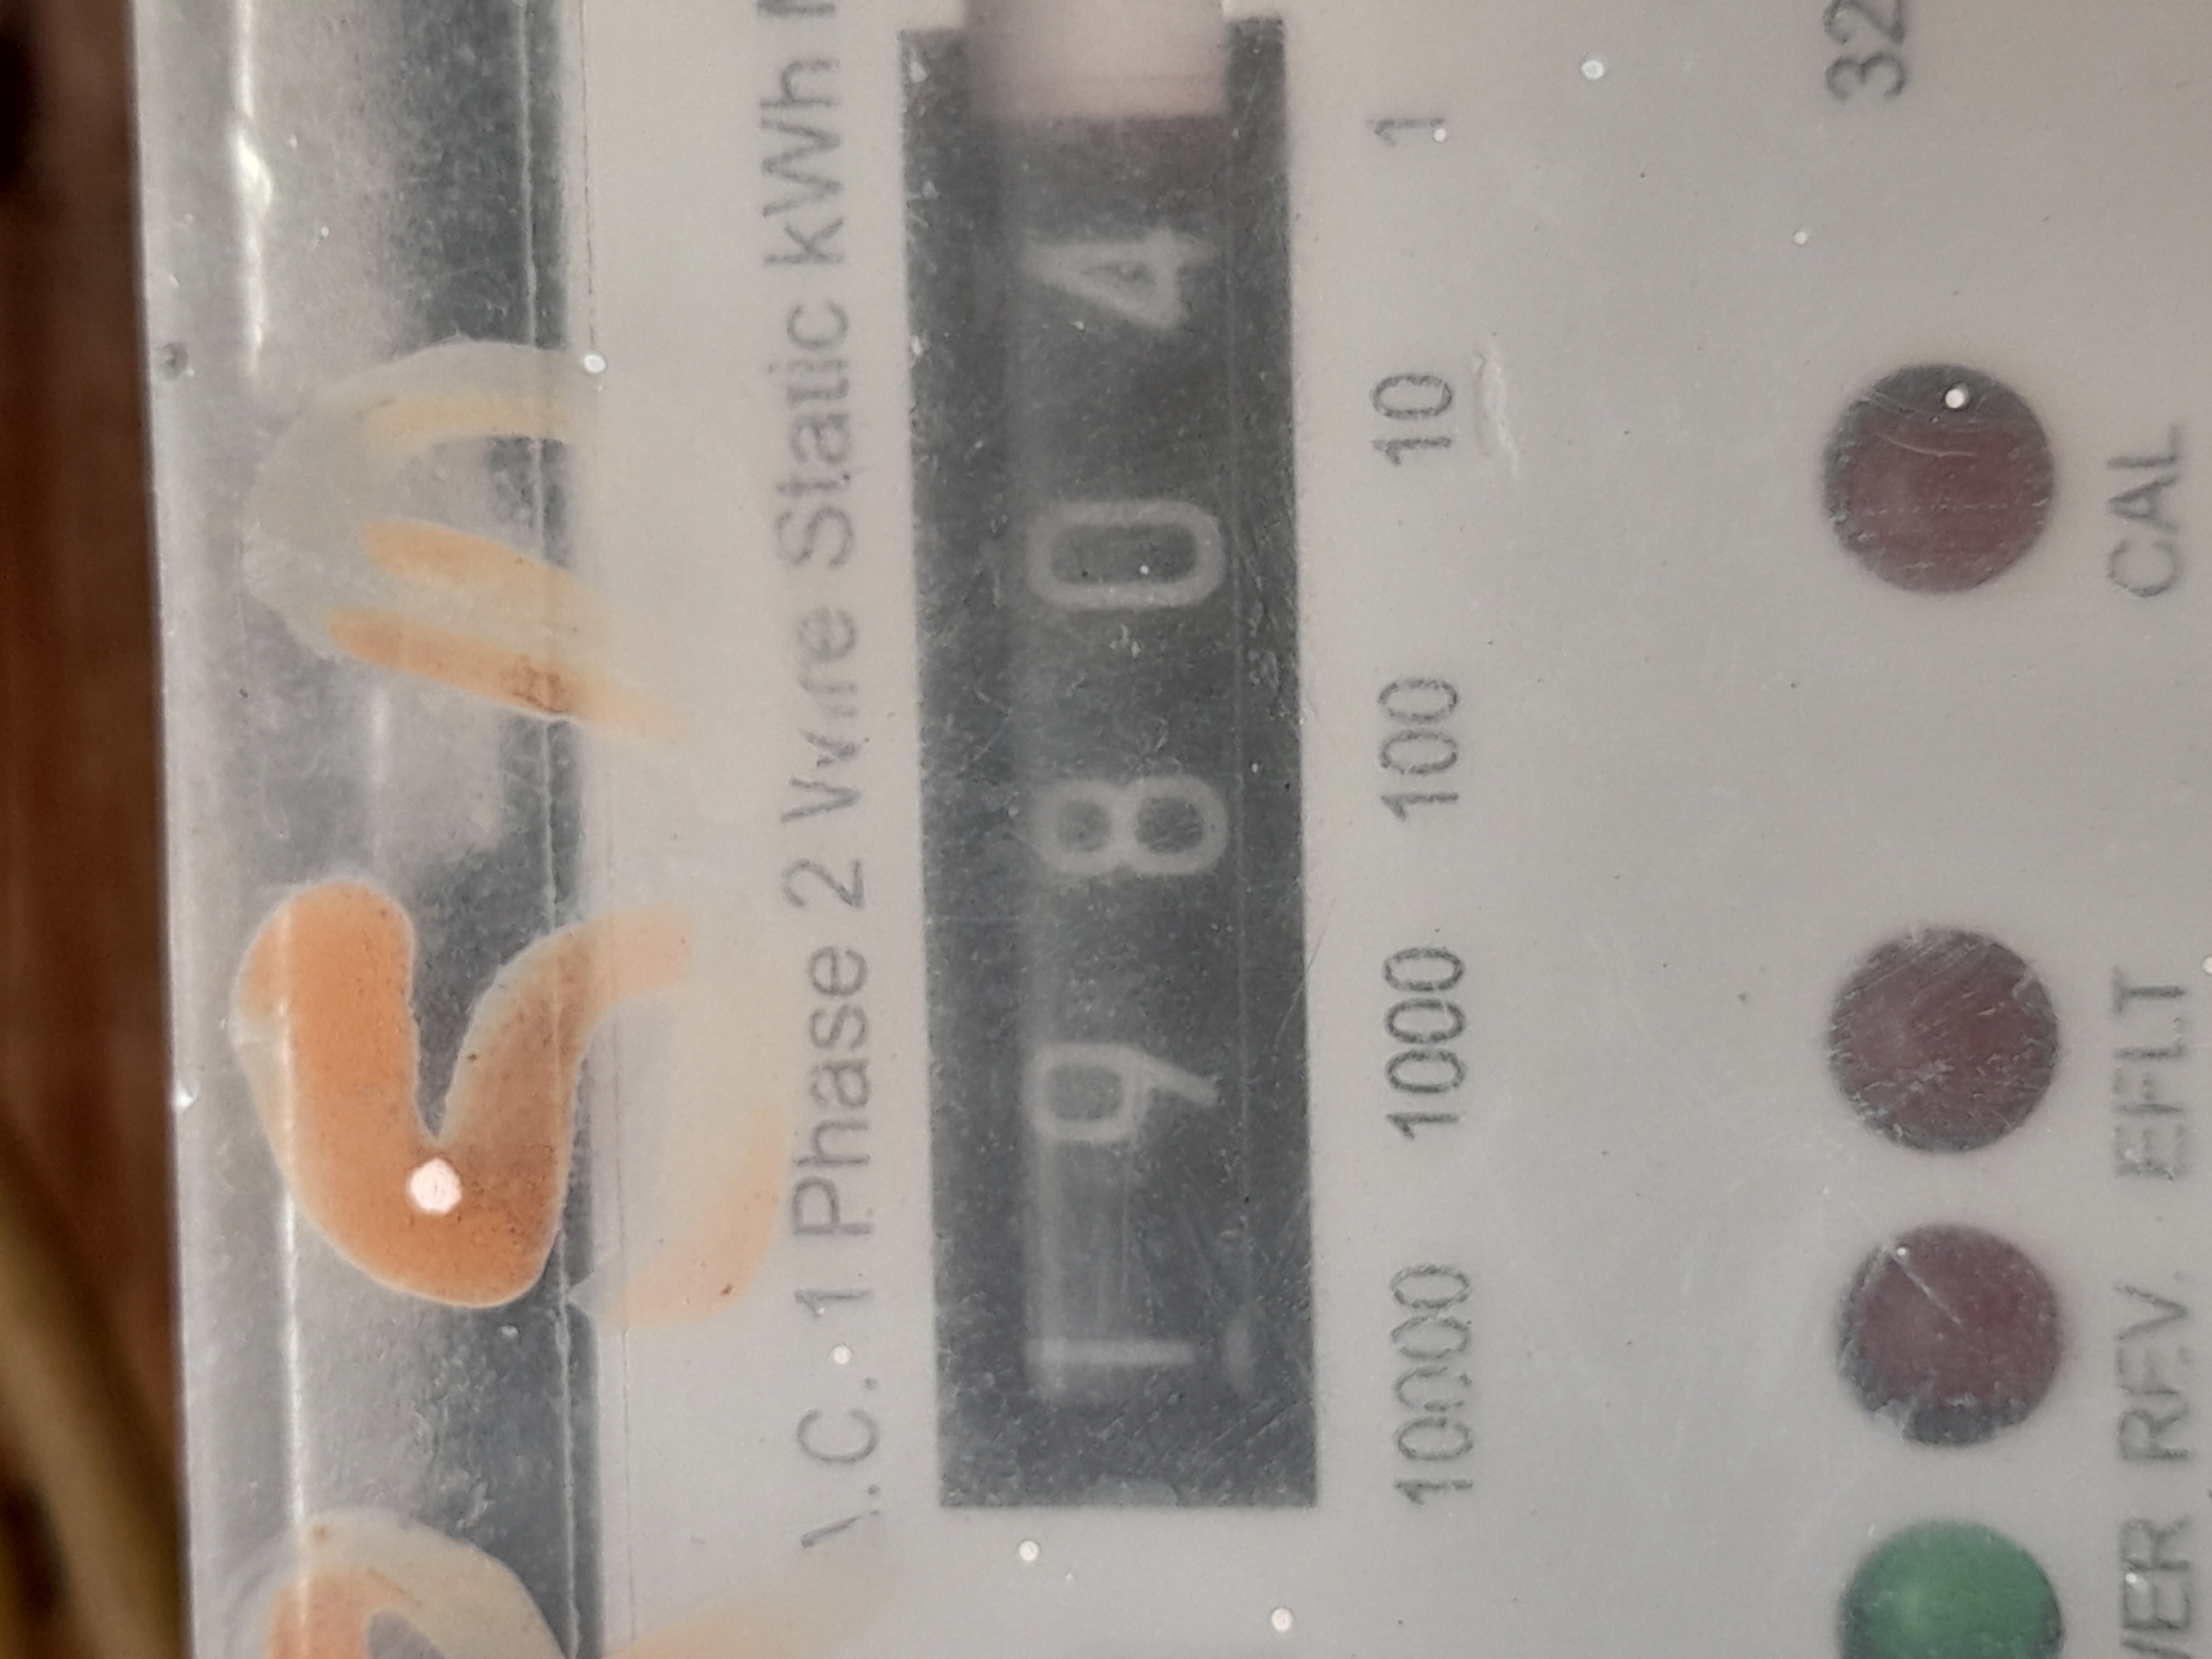 A.C. 1 Phase 2 Wire Static kWh
1 9 8 0 4
10000 1000 100 10 1
32
REV. EFLT CAL